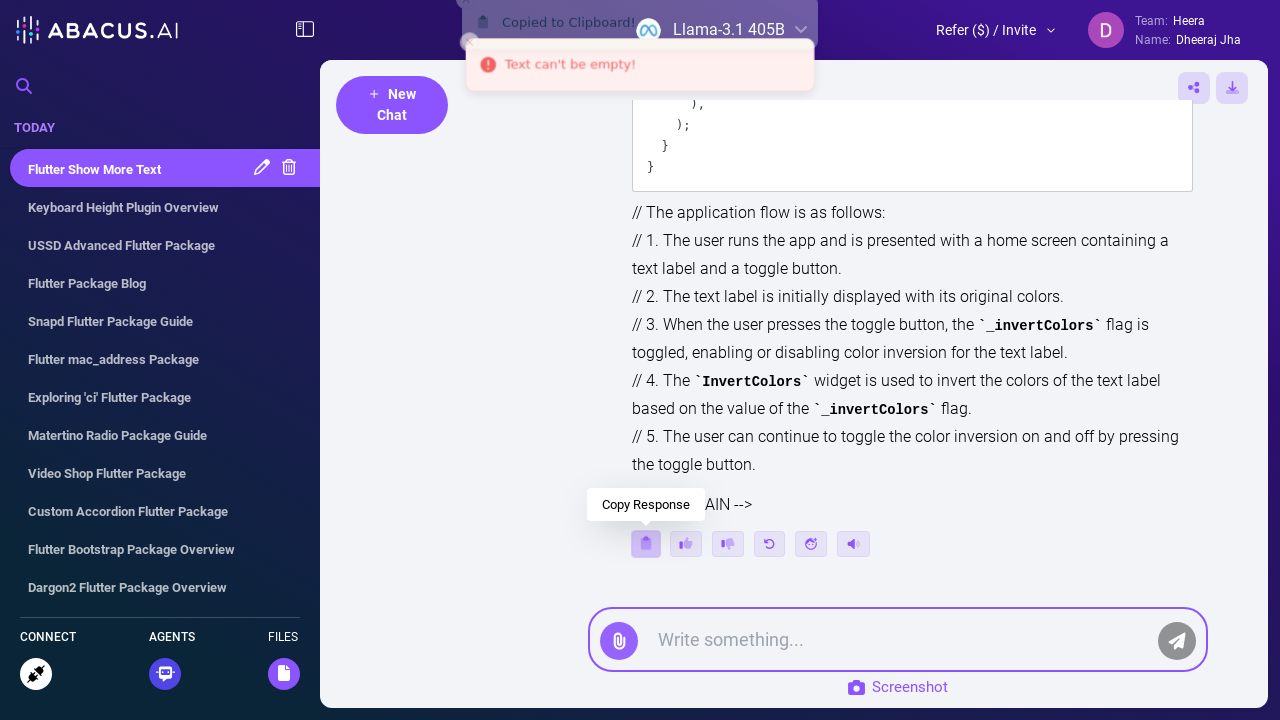 ABACUS.AI
Copied to Clipboard!
Llama-3.1 405B
Refer ($) / Invite
D
Team: Heera
Name: Dheeraj Jha
Text can't be empty!
TODAY
Flutter Show More Text
Keyboard Height Plugin Overview
USSD Advanced Flutter Package
Flutter Package Blog
Snapd Flutter Package Guide
Flutter mac_address Package
Exploring 'ci' Flutter Package
Matertino Radio Package Guide
Video Shop Flutter Package
Custom Accordion Flutter Package
Flutter Bootstrap Package Overview
Dargon2 Flutter Package Overview
CONNECT
AGENTS
FILES
+ New
Chat
),
);
}
}
// The application flow is as follows:
// 1. The user runs the app and is presented with a home screen containing a
text label and a toggle button.
// 2. The text label is initially displayed with its original colors.
// 3. When the user presses the toggle button, the `_invertColors` flag is
toggled, enabling or disabling color inversion for the text label.
// 4. The `InvertColors` widget is used to invert the colors of the text label
based on the value of the `_invertColors` flag.
// 5. The user can continue to toggle the color inversion on and off by pressing
the toggle button.
AIN -->
Copy Response
Write something...
Screenshot